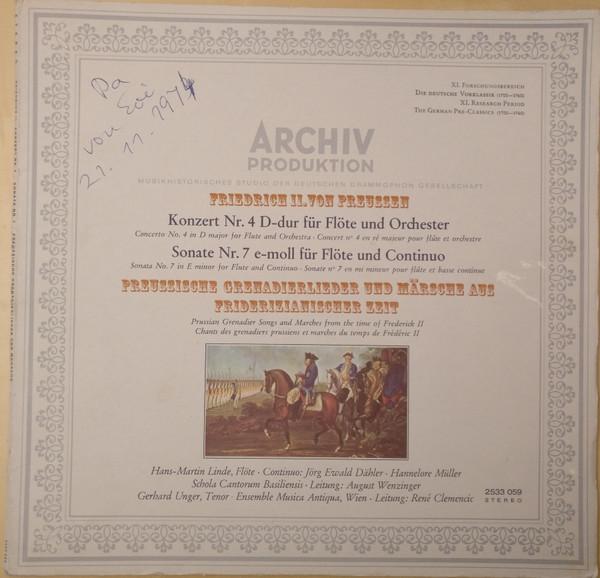 Pa
von Evi
21.11.1974
XI. Forschungsbereich
Die deutsche Vorklassik (1700—1760)
XI. Research Period
The German Pre-Classics (1700—1760)
ARCHIV
PRODUKTION
MUSIKHISTORISCHES STUDIO DER DEUTSCHEN GRAMMOPHON GESELLSCHAFT
FRIEDRICH II. VON PREUSSEN
Konzert Nr. 4 D-dur für Flöte und Orchester
Concerto No. 4 in D major for Flute and Orchestra · Concert nº 4 en ré majeur pour flûte et orchestre
Sonate Nr. 7 e-moll für Flöte und Continuo
Sonata No. 7 in E minor for Flute and Continuo · Sonate nº 7 en mi mineur pour flûte et basse continue
PREUSSISCHE GRENADIERLIEDER UND MÄRSCHE AUS
FRIDERIZIANISCHER ZEIT
Prussian Grenadier Songs and Marches from the time of Frederick II
Chants des grenadiers prussiens et marches du temps de Frédéric II
Hans-Martin Linde, Flöte · Continuo: Jörg Ewald Dähler · Hannelore Müller
Schola Cantorum Basiliensis · Leitung: August Wenzinger
Gerhard Unger, Tenor · Ensemble Musica Antiqua, Wien · Leitung: René Clemencic
2533 059
STEREO